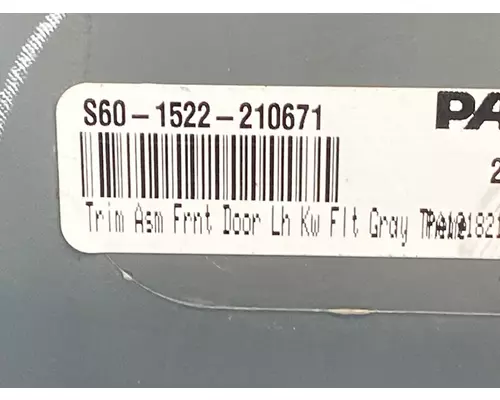 S60-1522-210671
PA
2
Trim Asm Frnt Door Lh Kw Flt Gray